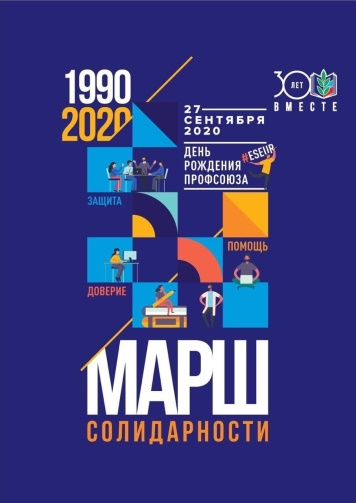 1990
2020
27
СЕНТЯБРЯ
2020
ДЕНЬ
РОЖДЕНИЯ
ПРОФСОЮЗА
#ESEUR
30 ЛЕТ
ВМЕСТЕ
ЗАЩИТА
ПОМОЩЬ
ДОВЕРИЕ
МАРШ
СОЛИДАРНОСТИ